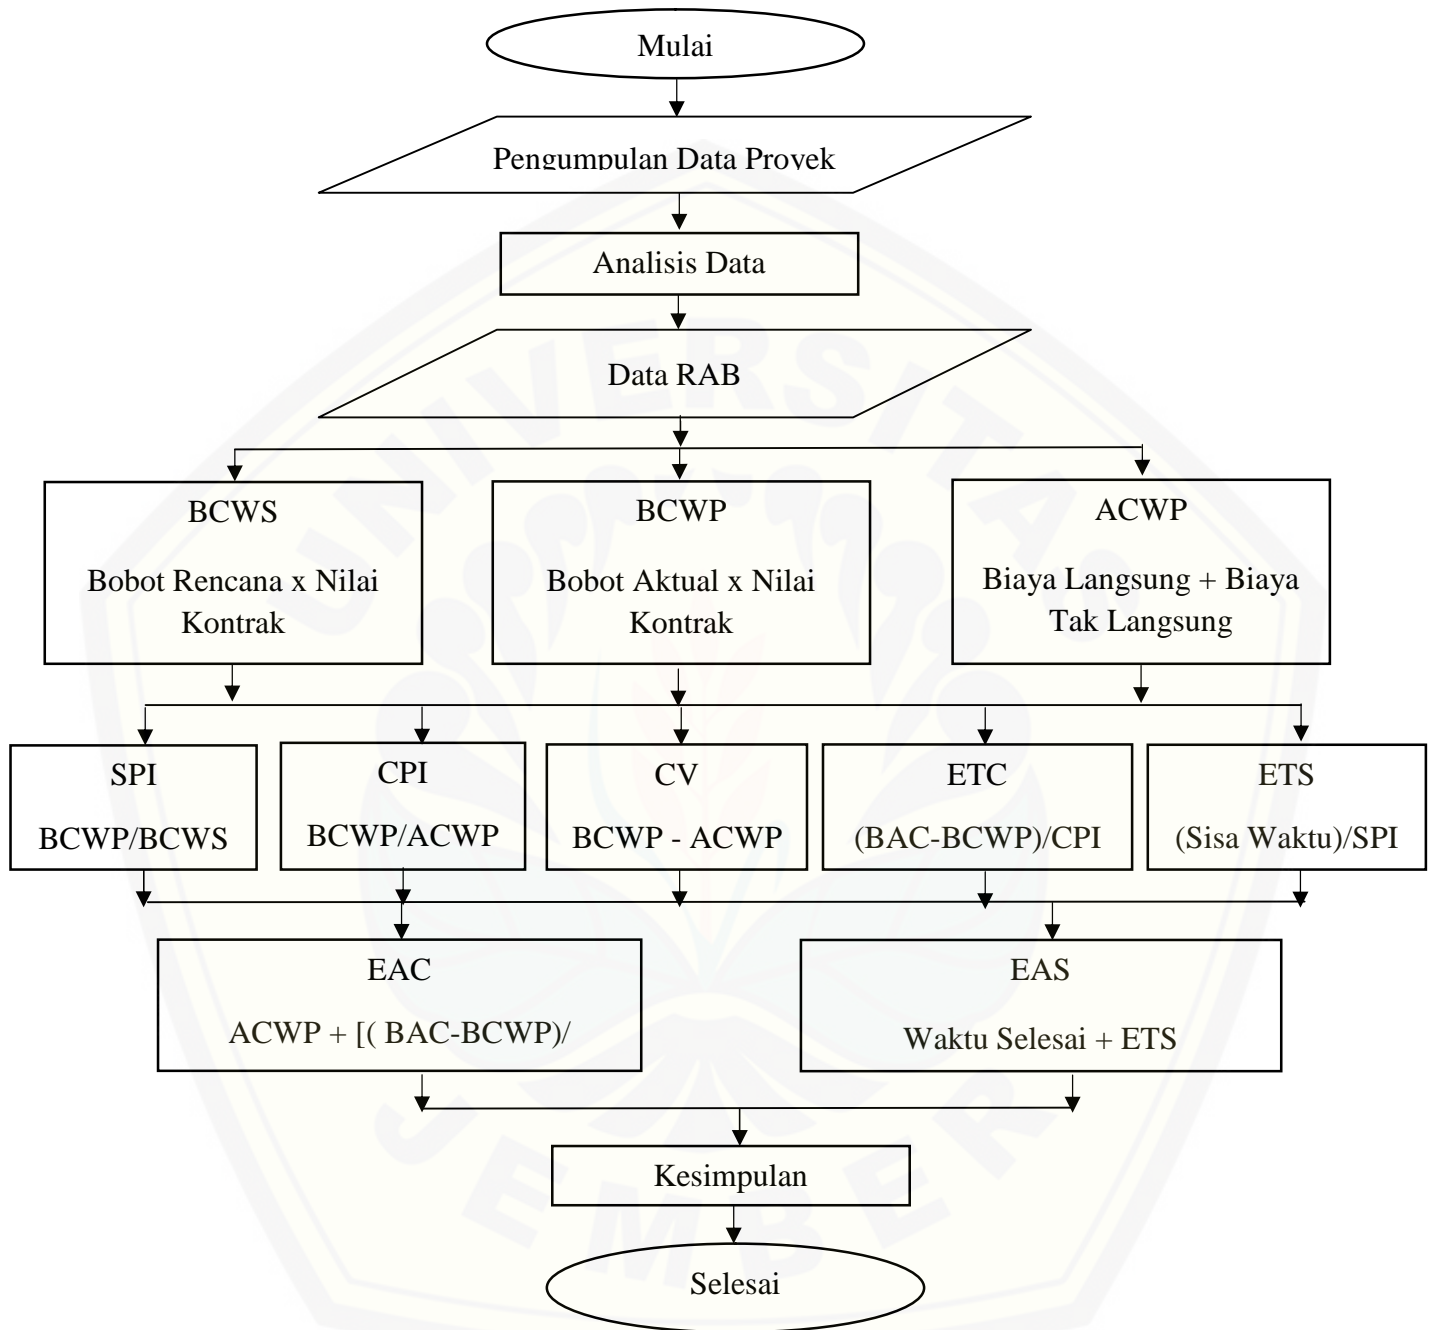 Mulai
Pengumpulan Data Proyek
Analisis Data
Data RAB
BCWS
Bobot Rencana x Nilai
Kontrak
BCWP
Bobot Aktual x Nilai
Kontrak
ACWP
Biaya Langsung + Biaya
Tak Langsung
SPI
BCWP/BCWS
CPI
BCWP/ACWP
CV
BCWP - ACWP
ETC
(BAC-BCWP)/CPI
ETS
(Sisa Waktu)/SPI
EAC
ACWP + [( BAC-BCWP)/
EAS
Waktu Selesai + ETS
Kesimpulan
Selesai
UNIVERSITAS
JEMBER